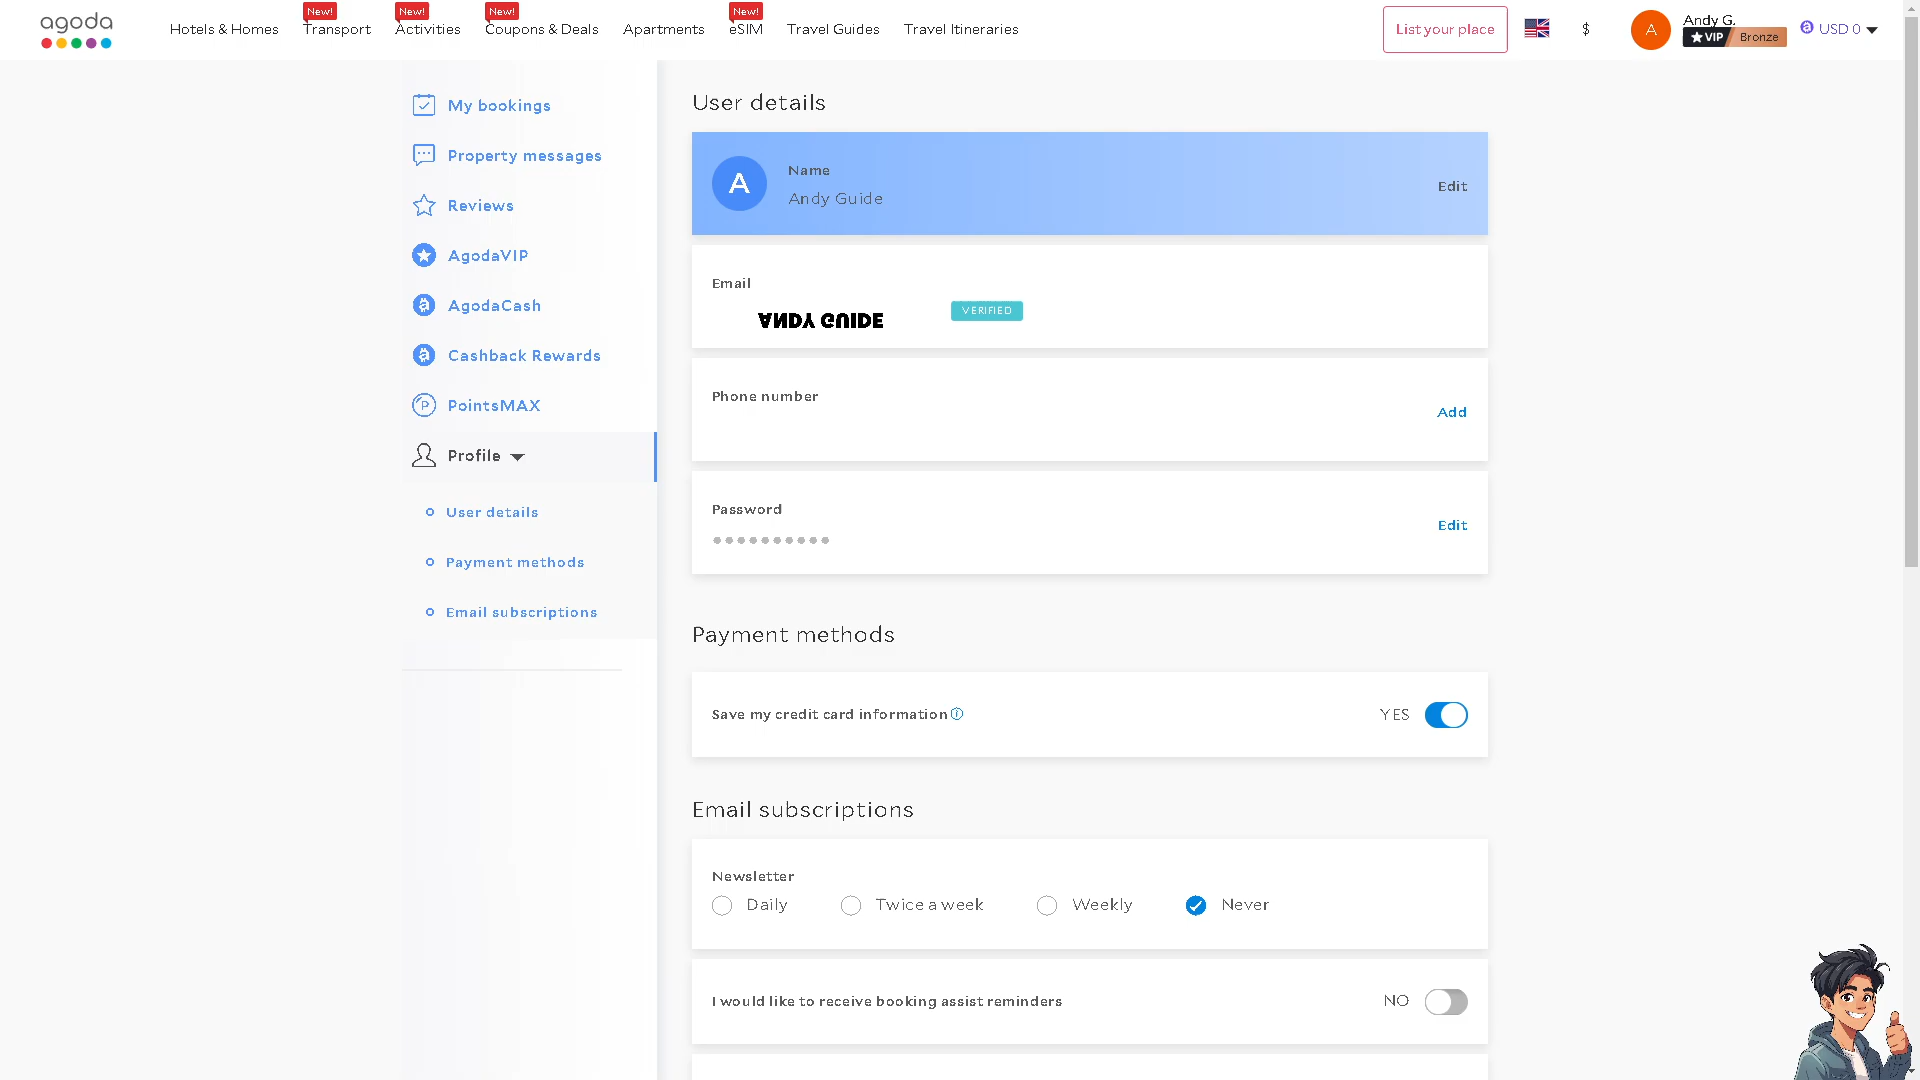 agoda
Hotels & Homes
New!
Transport
New!
Activities
New!
Coupons & Deals
Apartments
New!
eSIM
Travel Guides
Travel Itineraries
List your place
$
A
Andy G.
VIP
Bronze
USD 0
My bookings
Property messages
Reviews
AgodaVIP
AgodaCash
Cashback Rewards
PointsMAX
Profile
User details
Payment methods
Email subscriptions
User details
A
Name
Andy Guide
Edit
Email
ANDY GUIDE
VERIFIED
Phone number
Add
Password
Edit
Payment methods
Save my credit card information
YES
Email subscriptions
Newsletter
Daily
Twice a week
Weekly
Never
I would like to receive booking assist reminders
NO